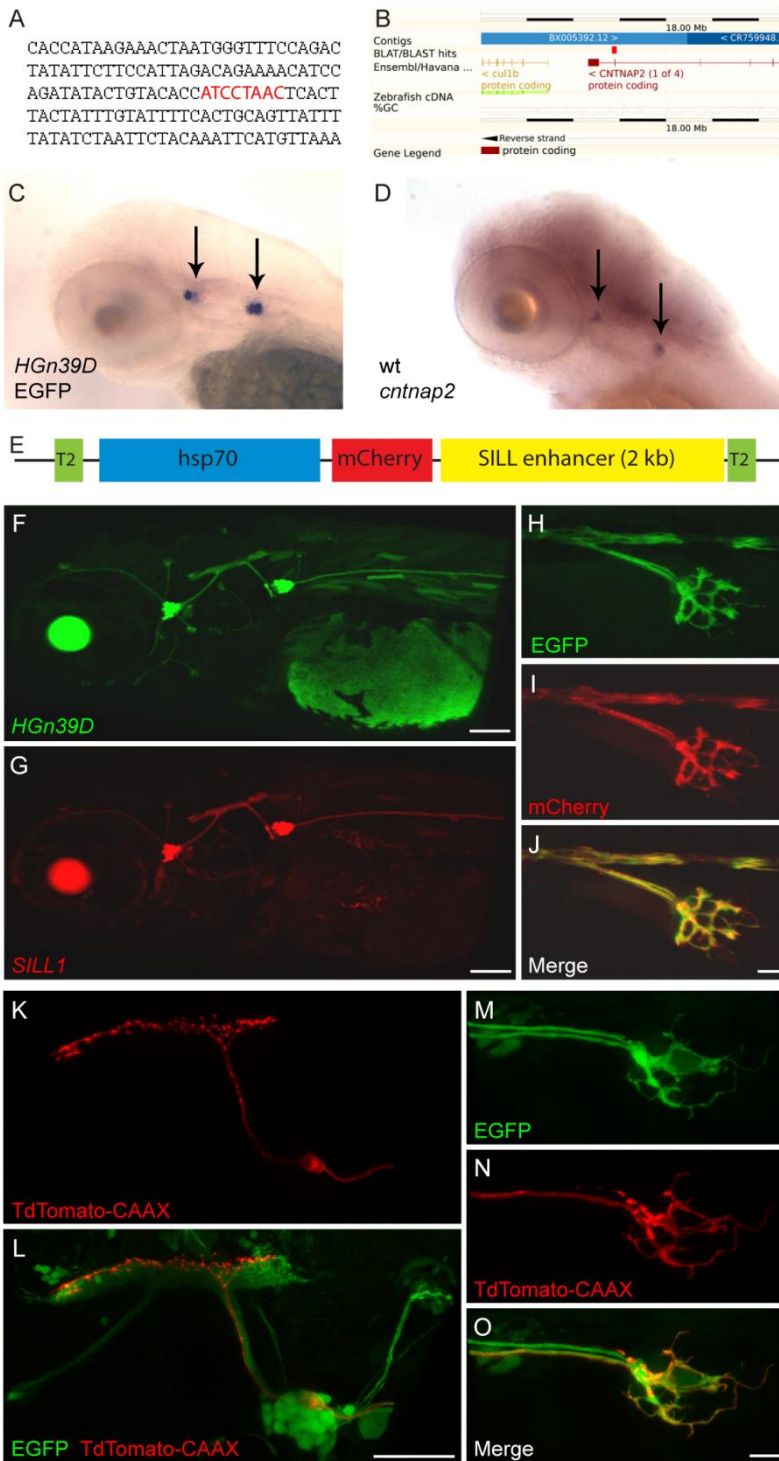 A
CACCATAAGAAACTAATGGGTTTCCAGAC
TATATTCTTCCATTAGACAGAAAACATCC
AGATATACTGTACACCATCCTAACTCACT
TACTATTTGTATTTTCACTGCAGTTATTT
TATATCTAATTCTACAAATTCATGTTAAA
B
18.00 Mb
Contigs
BX005392.12 >
< CR759948.
BLAT/BLAST hits
Ensembl/Havana ...
< cul1b
protein coding
< CNTNAP2 (1 of 4)
protein coding
Zebrafish cDNA
%GC
18.00 Mb
Reverse strand
Gene Legend
protein coding
C
HGn39D
EGFP
D
wt
cntnap2
E
T2
hsp70
mCherry
SILL enhancer (2 kb)
T2
F
HGn39D
G
SILL1
H
EGFP
I
mCherry
J
Merge
K
TdTomato-CAAX
L
EGFP TdTomato-CAAX
M
EGFP
N
TdTomato-CAAX
O
Merge